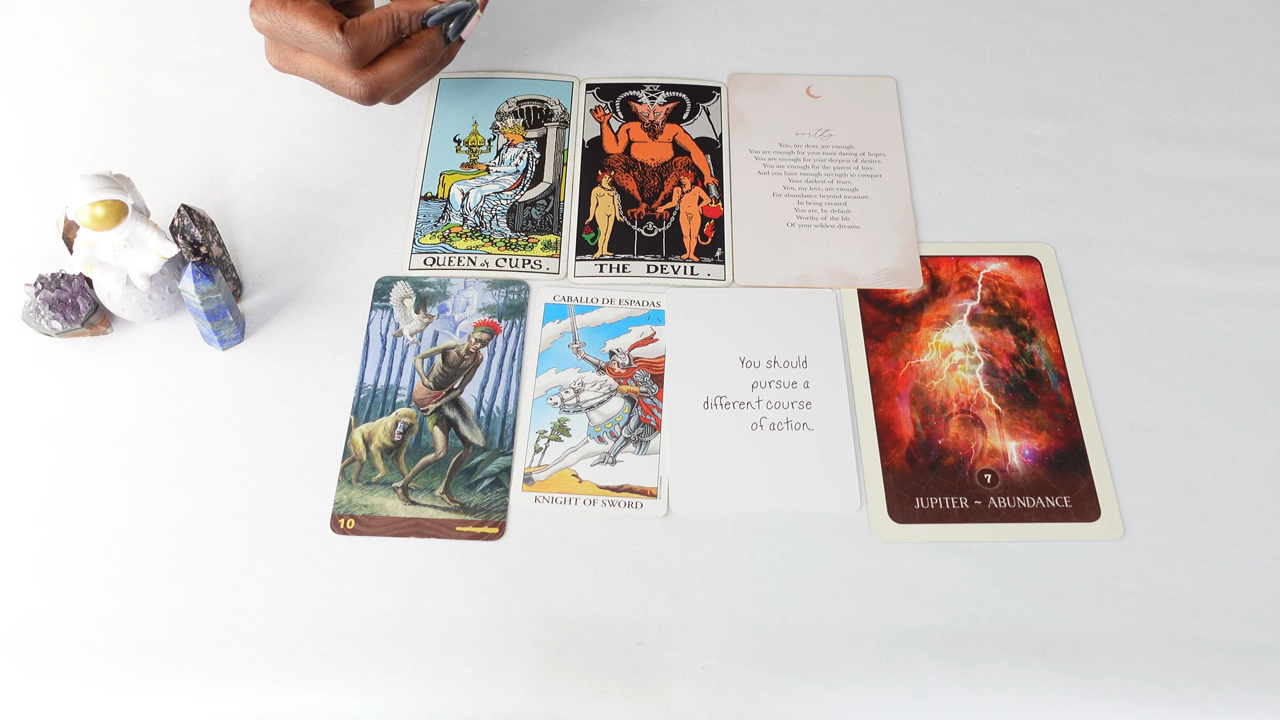 QUEEN of CUPS.
XV
THE DEVIL.
worthy
You, my dear, are enough.
You are enough for your most daring of hopes.
You are enough for your deepest of desires.
You are enough for the purest of love.
And you have enough strength to conquer
Your darkest of fears.
You, my love, are enough
For abundance beyond measure.
In being created
You are, by default
Worthy of the life
Of your wildest dreams.
10
CABALLO DE ESPADAS
KNIGHT OF SWORD
You should
pursue a
different course
of action.
7
JUPITER ~ ABUNDANCE